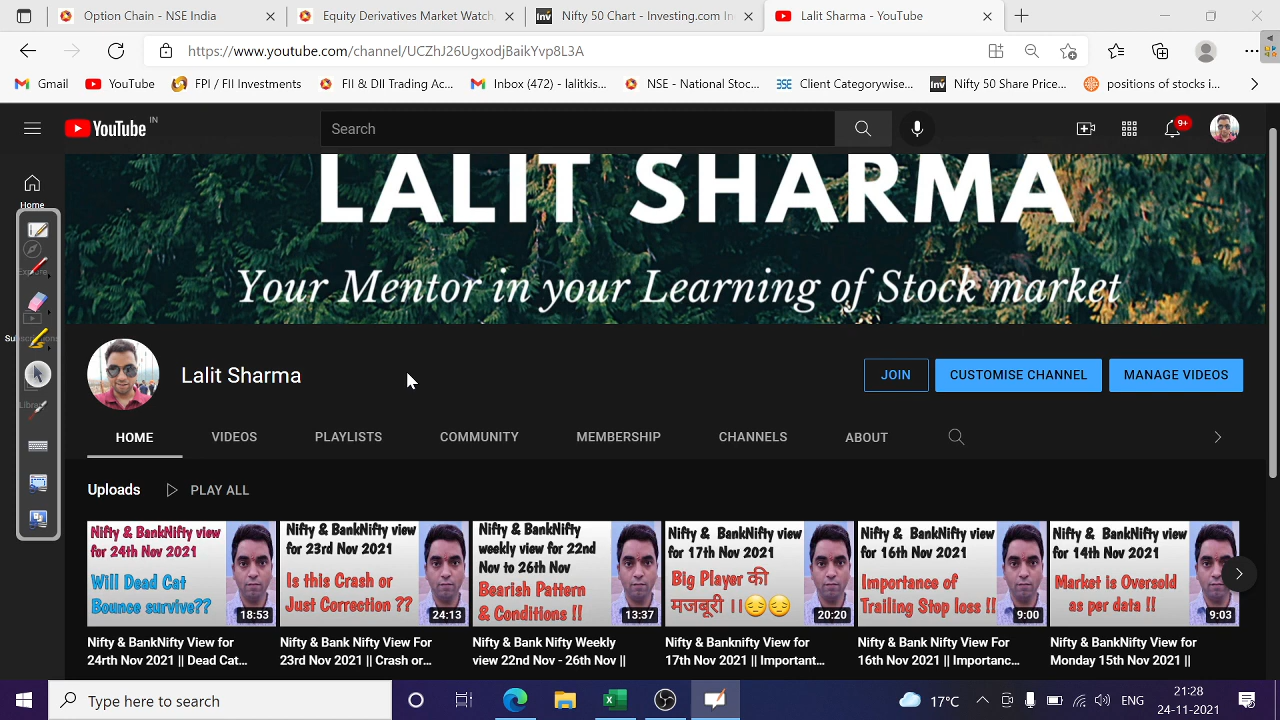 Option Chain - NSE India
Equity Derivatives Market Watch,
Nifty 50 Chart - Investing.com In
Lalit Sharma - YouTube
https://www.youtube.com/channel/UCZhJ26UgxodjBaikYvp8L3A
Gmail
YouTube
FPI / FII Investments
FII & DII Trading Ac...
Inbox (472) - lalitkis...
NSE - National Stoc...
Client Categorywise...
Nifty 50 Share Price...
positions of stocks i...
YouTube IN
Search
9+
Home
LALIT SHARMA
Your Mentor in your Learning of Stock market
Lalit Sharma
JOIN
CUSTOMISE CHANNEL
MANAGE VIDEOS
HOME
VIDEOS
PLAYLISTS
COMMUNITY
MEMBERSHIP
CHANNELS
ABOUT
Uploads
PLAY ALL
Nifty & BankNifty view
for 24th Nov 2021
Will Dead Cat
Bounce survive??
18:53
Nifty & BankNifty view
for 23rd Nov 2021
Is this Crash or
Just Correction ??
24:13
Nifty & BankNifty
weekly view for 22nd
Nov to 26th Nov
Bearish Pattern
& Conditions !!
13:37
Nifty & BankNifty view
for 17th Nov 2021
Big Player की
मजबूरी ।।
20:20
Nifty & BankNifty view
for 16th Nov 2021
Importance of
Trailing Stop loss !!
9:00
Nifty & BankNifty view
for 14th Nov 2021
Market is Oversold
as per data !!
9:03
Nifty & BankNifty View for
24rth Nov 2021 || Dead Cat...
Nifty & Bank Nifty View For
23rd Nov 2021 || Crash or...
Nifty & Bank Nifty Weekly
view 22nd Nov - 26th Nov ||
Nifty & Banknifty View for
17th Nov 2021 || Important...
Nifty & Bank Nifty View For
16th Nov 2021 || Importanc...
Nifty & BankNifty View for
Monday 15th Nov 2021 ||
Type here to search
17°C
ENG
21:28
24-11-2021